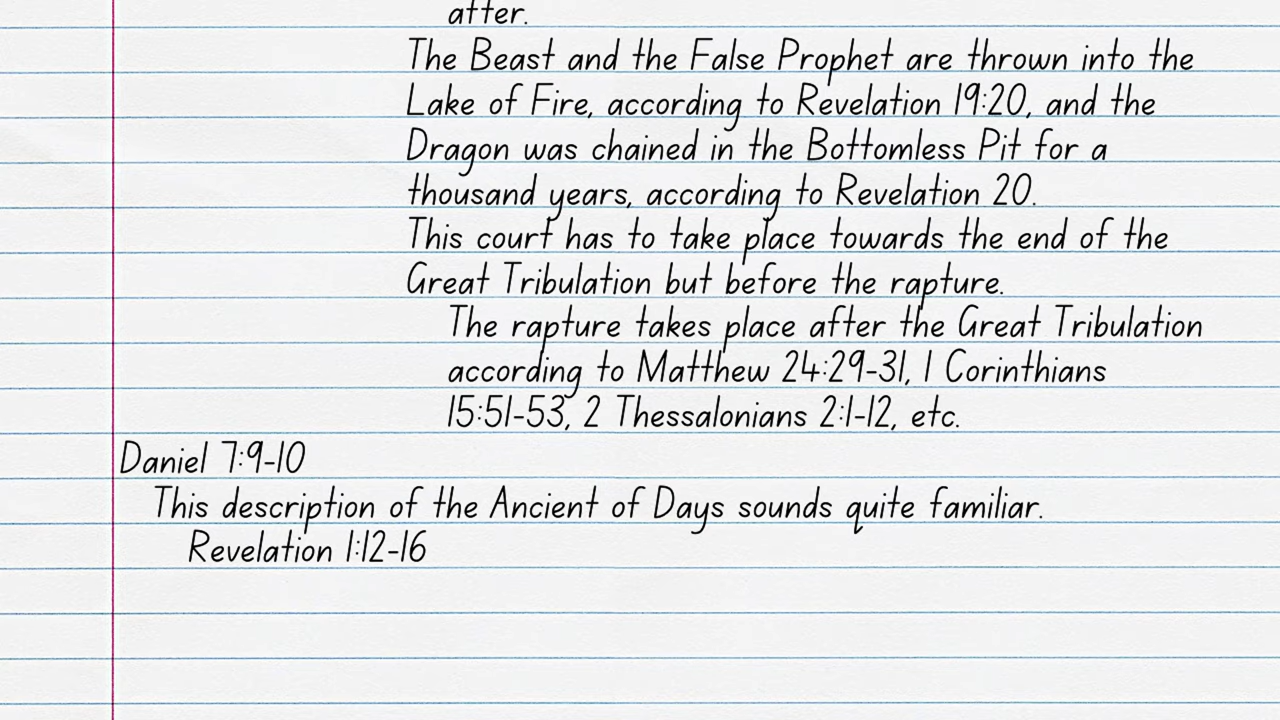 after.
The Beast and the False Prophet are thrown into the
Lake of Fire, according to Revelation 19:20, and the
Dragon was chained in the Bottomless Pit for a
thousand years, according to Revelation 20.
This court has to take place towards the end of the
Great Tribulation but before the rapture.
The rapture takes place after the Great Tribulation
according to Matthew 24:29-31, 1 Corinthians
15:51-53, 2 Thessalonians 2:1-12, etc.
Daniel 7:9-10
This description of the Ancient of Days sounds quite familiar.
Revelation 1:12-16